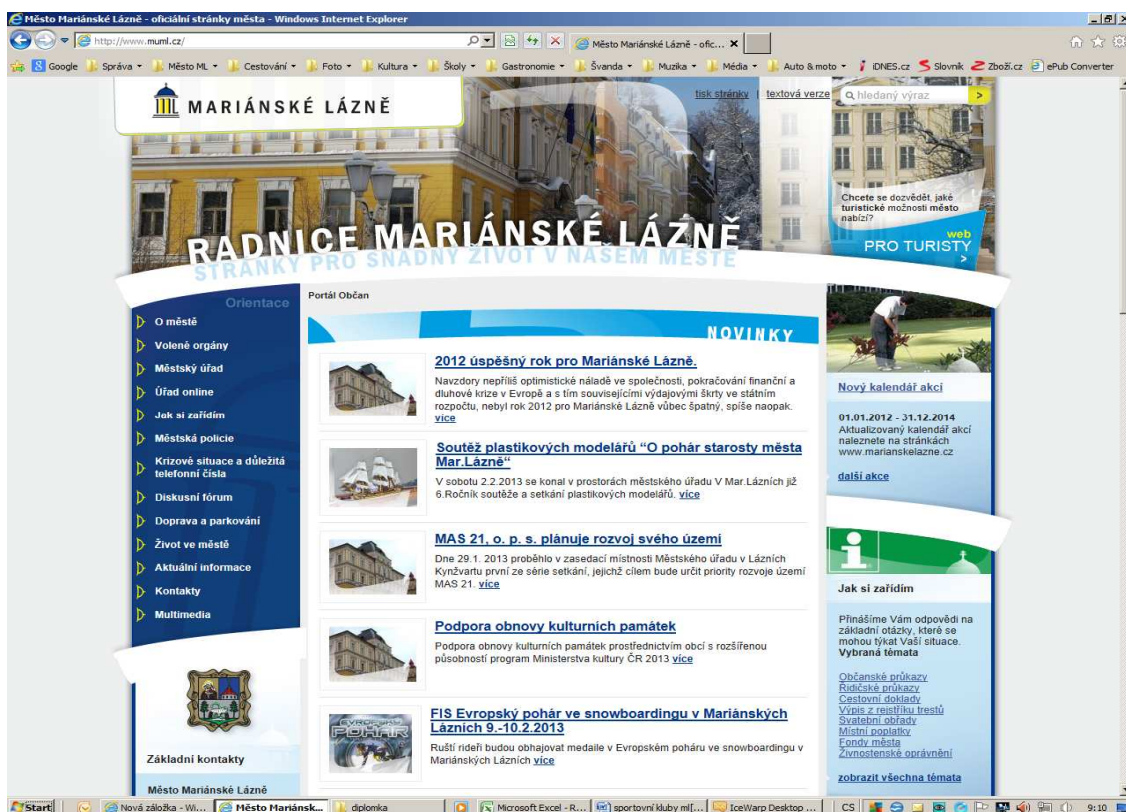 Město Mariánské Lázně - oficiální stránky města - Windows Internet Explorer
http://www.muml.cz/
Město Mariánské Lázně - ofic...
Google Správa Město ML Cestování Foto Kultura Školy Gastronomie Švanda Muzika Média Auto & moto iDNES.cz Slovník Zboží.cz ePub Converter
MARIÁNSKÉ LÁZNĚ
tisk stránky | textová verze
hledaný výraz >
Chcete se dozvědět, jaké
turistické možnosti město
nabízí?
web
PRO TURISTY
>
RADNICE MARIÁNSKÉ LÁZNĚ
STRÁNKY PRO SNADNÝ ŽIVOT V NAŠEM MĚSTĚ
Orientace
O městě
Volené orgány
Městský úřad
Úřad online
Jak si zařídím
Městská policie
Krizové situace a důležitá
telefonní čísla
Diskusní fórum
Doprava a parkování
Život ve městě
Aktuální informace
Kontakty
Multimedia
Základní kontakty
Město Mariánské Lázně
Portál Občan
NOVINKY
2012 úspěšný rok pro Mariánské Lázně.
Navzdory nepříliš optimistické náladě ve společnosti, pokračování finanční a
dluhové krize v Evropě a s tím souvisejícími výdajovými škrty ve státním
rozpočtu, nebyl rok 2012 pro Mariánské Lázně vůbec špatný, spíše naopak.
více
Soutěž plastikových modelářů “O pohár starosty města
Mar.Lázně“
V sobotu 2.2.2013 se konal v prostorách městského úřadu V Mar.Lázních již
6.Ročník soutěže a setkání plastikových modelářů. více
MAS 21, o. p. s. plánuje rozvoj svého území
Dne 29.1. 2013 proběhlo v zasedací místnosti Městského úřadu v Lázních
Kynžvartu první ze série setkání, jejichž cílem bude určit priority rozvoje území
MAS 21. více
Podpora obnovy kulturních památek
Podpora obnovy kulturních památek prostřednictvím obcí s rozšířenou
působností program Ministerstva kultury ČR 2013 více
EVROPSKÝ
POHÁR
FIS Evropský pohár ve snowboardingu v Mariánských
Lázních 9.-10.2.2013
Ruští rideři budou obhajovat medaile v Evropském poháru ve snowboardingu v
Mariánských Lázních více
Nový kalendář akcí
01.01.2012 - 31.12.2014
Aktualizovaný kalendář akcí
naleznete na stránkách
www.marianskelazne.cz
další akce
Jak si zařídím
Přinášíme Vám odpovědi na
základní otázky, které se
mohou týkat Vaší situace.
Vybraná témata
Občanské průkazy
Řidičské průkazy
Cestovní doklady
Výpis z rejstříku trestů
Svatební obřady
Místní poplatky
Fondy města
Živnostenské oprávnění
zobrazit všechna témata
Start Nová záložka - Wi... Město Mariánsk... diplomka Microsoft Excel - R... sportovní kluby ml[... IceWarp Desktop ... CS 9:10